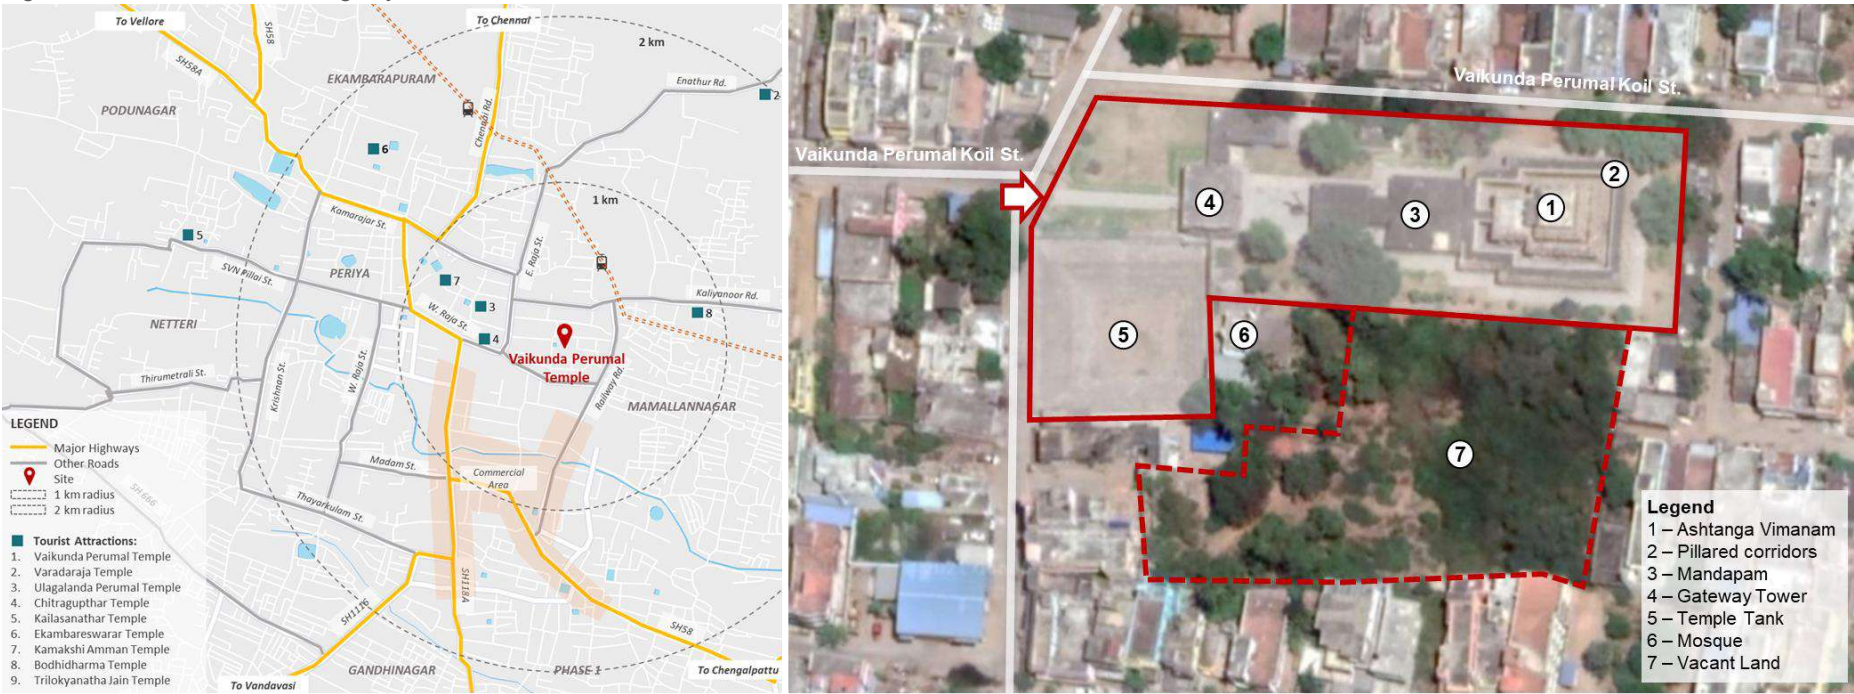 To Vellore
SH58
To Chennai
2 km
SH58A
EKAMBARAPURAM
Enathur Rd.
2
PODUNAGAR
Chennai Rd.
6
1 km
Kamarajar St.
E. Raja St.
5
SVN Pillai St.
PERIYA
7
Kaliyanoor Rd.
3
W. Raja St.
8
NETTERI
4
Vaikunda Perumal
Temple
W. Raja St.
Thirumetrali St.
Krishnan St.
Railway Rd.
MAMALLANNAGAR
LEGEND
Major Highways
Other Roads
Site
1 km radius
2 km radius
Madam St.
Commercial
Area
SH 666
Thayarkulam St.
Tourist Attractions:
1. Vaikunda Perumal Temple
2. Varadaraja Temple
3. Ulagalanda Perumal Temple
4. Chitragupthar Temple
5. Kailasanathar Temple
6. Ekambareswarar Temple
7. Kamakshi Amman Temple
8. Bodhidharma Temple
9. Trilokyanatha Jain Temple
SH118A
SH1116
SH58
GANDHINAGAR
PHASE 1
To Chengalpattu
To Vandavasi
Vaikunda Perumal Koil St.
Vaikunda Perumal Koil St.
2
4
3
1
5
6
7
Legend
1 – Ashtanga Vimanam
2 – Pillared corridors
3 – Mandapam
4 – Gateway Tower
5 – Temple Tank
6 – Mosque
7 – Vacant Land